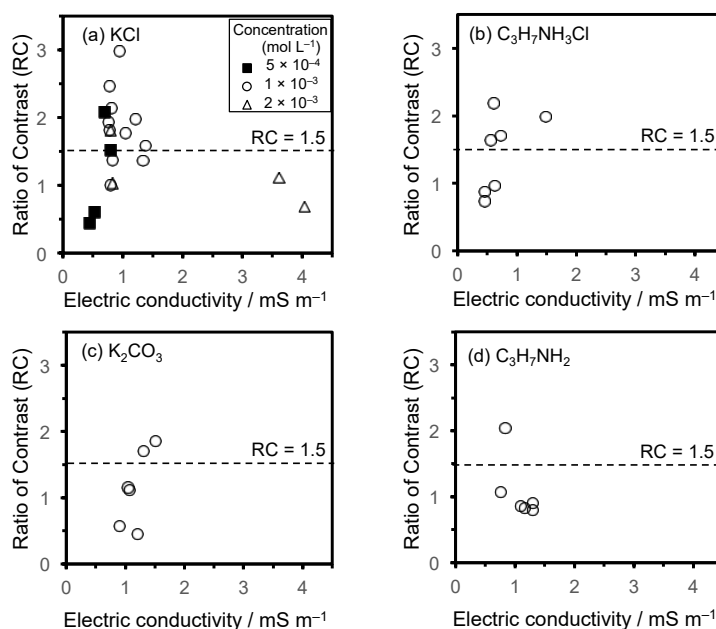 (a) KCl
Concentration
(mol L⁻¹)
■ 5 × 10⁻⁴
○ 1 × 10⁻³
△ 2 × 10⁻³
RC = 1.5
3
2
1
0
Ratio of Contrast (RC)
0 1 2 3 4
Electric conductivity / mS m⁻¹
(b) C₃H₇NH₃Cl
RC = 1.5
3
2
1
0
Ratio of Contrast (RC)
0 1 2 3 4
Electric conductivity / mS m⁻¹
(c) K₂CO₃
RC = 1.5
3
2
1
0
Ratio of Contrast (RC)
0 1 2 3 4
Electric conductivity / mS m⁻¹
(d) C₃H₇NH₂
RC = 1.5
3
2
1
0
Ratio of Contrast (RC)
0 1 2 3 4
Electric conductivity / mS m⁻¹